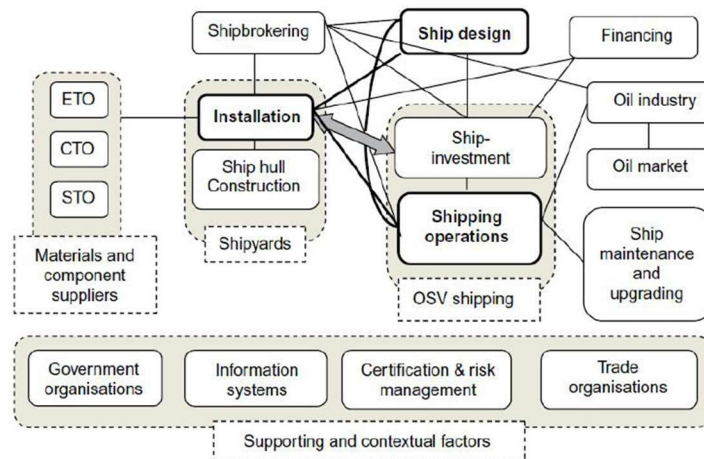 Shipbrokering
Ship design
Financing
ETO
CTO
STO
Materials and
component
suppliers
Installation
Ship hull
Construction
Shipyards
Ship-
investment
Shipping
operations
OSV shipping
Oil industry
Oil market
Ship
maintenance
and
upgrading
Government
organisations
Information
systems
Certification & risk
management
Trade
organisations
Supporting and contextual factors